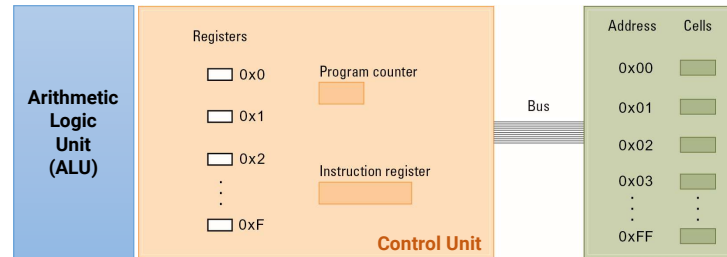 Arithmetic
Logic
Unit
(ALU)
Registers
0x0
0x1
0x2
0xF
Program counter
Instruction register
Control Unit
Bus
Address Cells
0x00
0x01
0x02
0x03
0xFF